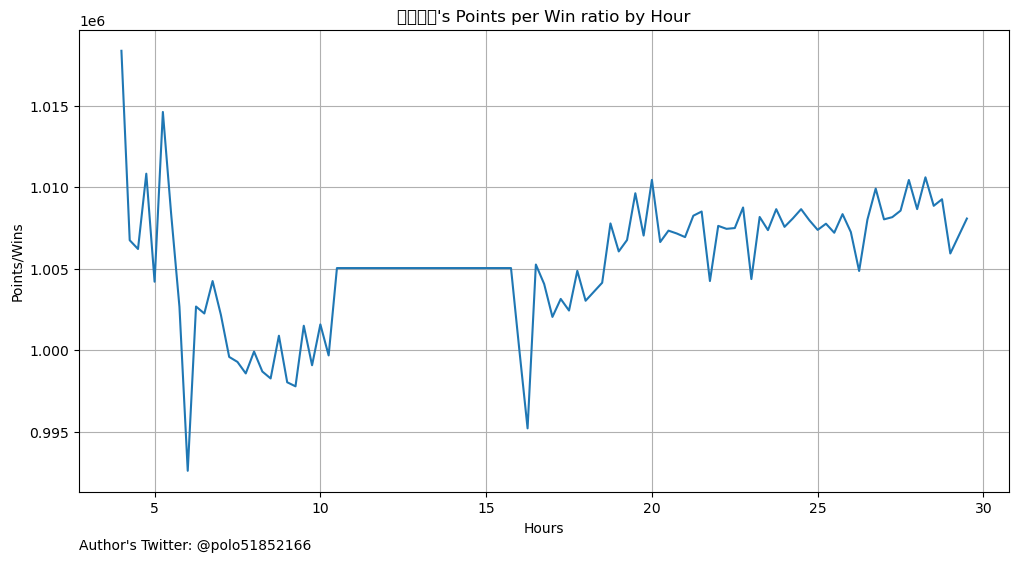 1e6
's Points per Win ratio by Hour
1.015
1.010
1.005
1.000
0.995
Points/Wins
5 10 15 20 25 30
Hours
Author's Twitter: @polo51852166